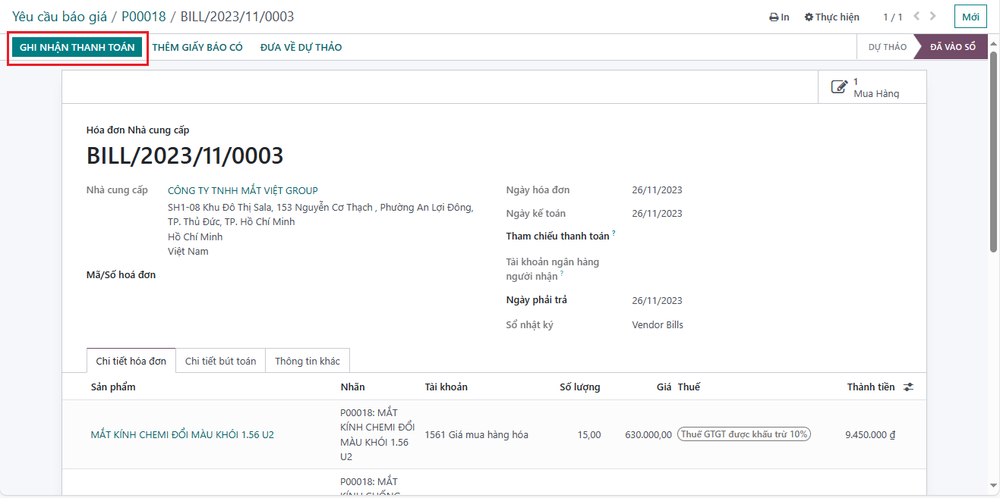 Yêu cầu báo giá / P00018 / BILL/2023/11/0003
In
Thực hiện
1 / 1
Mới
GHI NHẬN THANH TOÁN
THÊM GIẤY BÁO CÓ
ĐƯA VỀ DỰ THẢO
DỰ THẢO
ĐÃ VÀO SỔ
1
Mua Hàng
Hóa đơn Nhà cung cấp
BILL/2023/11/0003
Nhà cung cấp
CÔNG TY TNHH MẮT VIỆT GROUP
SH1-08 Khu Đô Thị Sala, 153 Nguyễn Cơ Thạch , Phường An Lợi Đông,
TP. Thủ Đức, TP. Hồ Chí Minh
Hồ Chí Minh
Việt Nam
Mã/Số hoá đơn
Ngày hóa đơn 26/11/2023
Ngày kế toán 26/11/2023
Tham chiếu thanh toán ?
Tài khoản ngân hàng
người nhận ?
Ngày phải trả 26/11/2023
Sổ nhật ký Vendor Bills
Chi tiết hóa đơn Chi tiết bút toán Thông tin khác
Sản phẩm Nhãn Tài khoản Số lượng Giá Thuế Thành tiền
MẮT KÍNH CHEMI ĐỔI MÀU KHÓI 1.56 U2
P00018: MẮT
KÍNH CHEMI ĐỔI
MÀU KHÓI 1.56
U2
1561 Giá mua hàng hóa 15,00 630.000,00 Thuế GTGT được khấu trừ 10% 9.450.000 ₫
P00018: MẮT
KÍNH CHỐNG